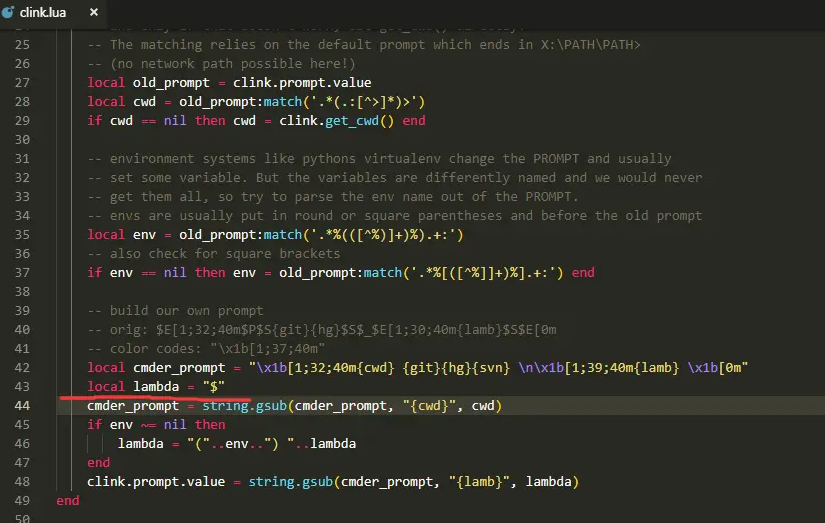 clink.lua ×
25 -- The matching relies on the default prompt which ends in X:\PATH\PATH>
26 -- (no network path possible here!)
27 local old_prompt = clink.prompt.value
28 local cwd = old_prompt:match('.*(.:[^>]*)>')
29 if cwd == nil then cwd = clink.get_cwd() end
30
31 -- environment systems like pythons virtualenv change the PROMPT and usually
32 -- set some variable. But the variables are differently named and we would never
33 -- get them all, so try to parse the env name out of the PROMPT.
34 -- envs are usually put in round or square parentheses and before the old prompt
35 local env = old_prompt:match('.*%(([^%)]+)%).+:')
36 -- also check for square brackets
37 if env == nil then env = old_prompt:match('.*%[([^%]]+)%].+:') end
38
39 -- build our own prompt
40 -- orig: $E[1;32;40m$P$S{git}{hg}$S$_$E[1;30;40m{lamb}$S$E[0m
41 -- color codes: "\x1b[1;37;40m"
42 local cmder_prompt = "\x1b[1;32;40m{cwd} {git}{hg}{svn} \n\x1b[1;39;40m{lamb} \x1b[0m"
43 local lambda = "$"
44 cmder_prompt = string.gsub(cmder_prompt, "{cwd}", cwd)
45 if env ~= nil then
46 lambda = "("..env..") "..lambda
47 end
48 clink.prompt.value = string.gsub(cmder_prompt, "{lamb}", lambda)
49 end
50